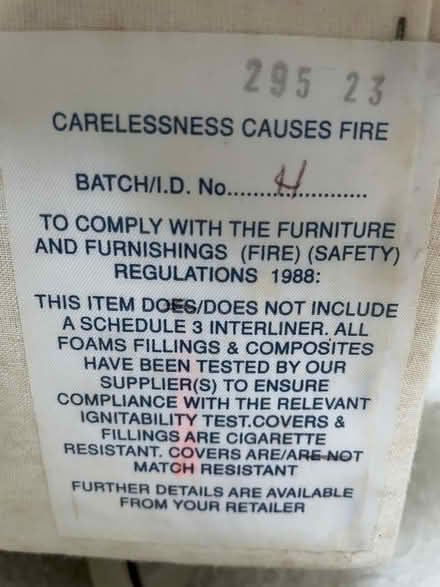 295 23
CARELESSNESS CAUSES FIRE
BATCH/I.D. No....... H ..............
TO COMPLY WITH THE FURNITURE
AND FURNISHINGS (FIRE) (SAFETY)
REGULATIONS 1988:
THIS ITEM DOES/DOES NOT INCLUDE
A SCHEDULE 3 INTERLINER. ALL
FOAMS FILLINGS & COMPOSITES
HAVE BEEN TESTED BY OUR
SUPPLIER(S) TO ENSURE
COMPLIANCE WITH THE RELEVANT
IGNITABILITY TEST.COVERS &
FILLINGS ARE CIGARETTE
RESISTANT. COVERS ARE/ARE NOT
MATCH RESISTANT
FURTHER DETAILS ARE AVAILABLE
FROM YOUR RETAILER